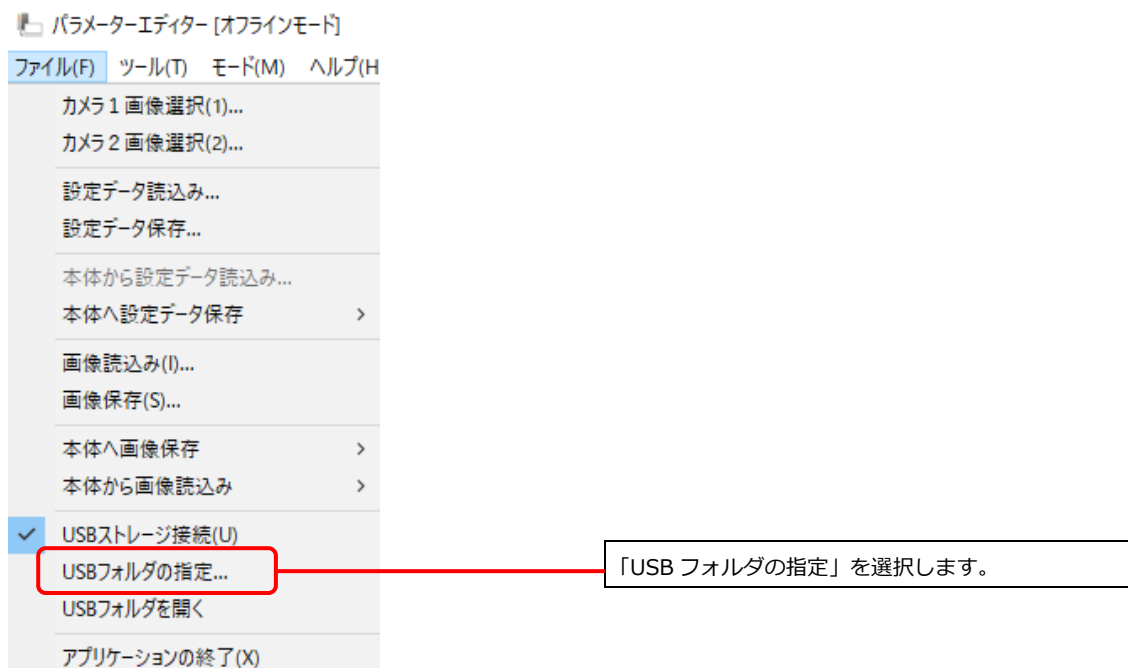 パラメーターエディター [オフラインモード]
ファイル(F) ツール(T) モード(M) ヘルプ(H
カメラ1画像選択(1)...
カメラ2画像選択(2)...
設定データ読込み...
設定データ保存...
本体から設定データ読込み...
本体へ設定データ保存
画像読込み(I)...
画像保存(S)...
本体へ画像保存
本体から画像読込み
USBストレージ接続(U)
USBフォルダの指定...
「USB フォルダの指定」を選択します。
USBフォルダを開く
アプリケーションの終了(X)